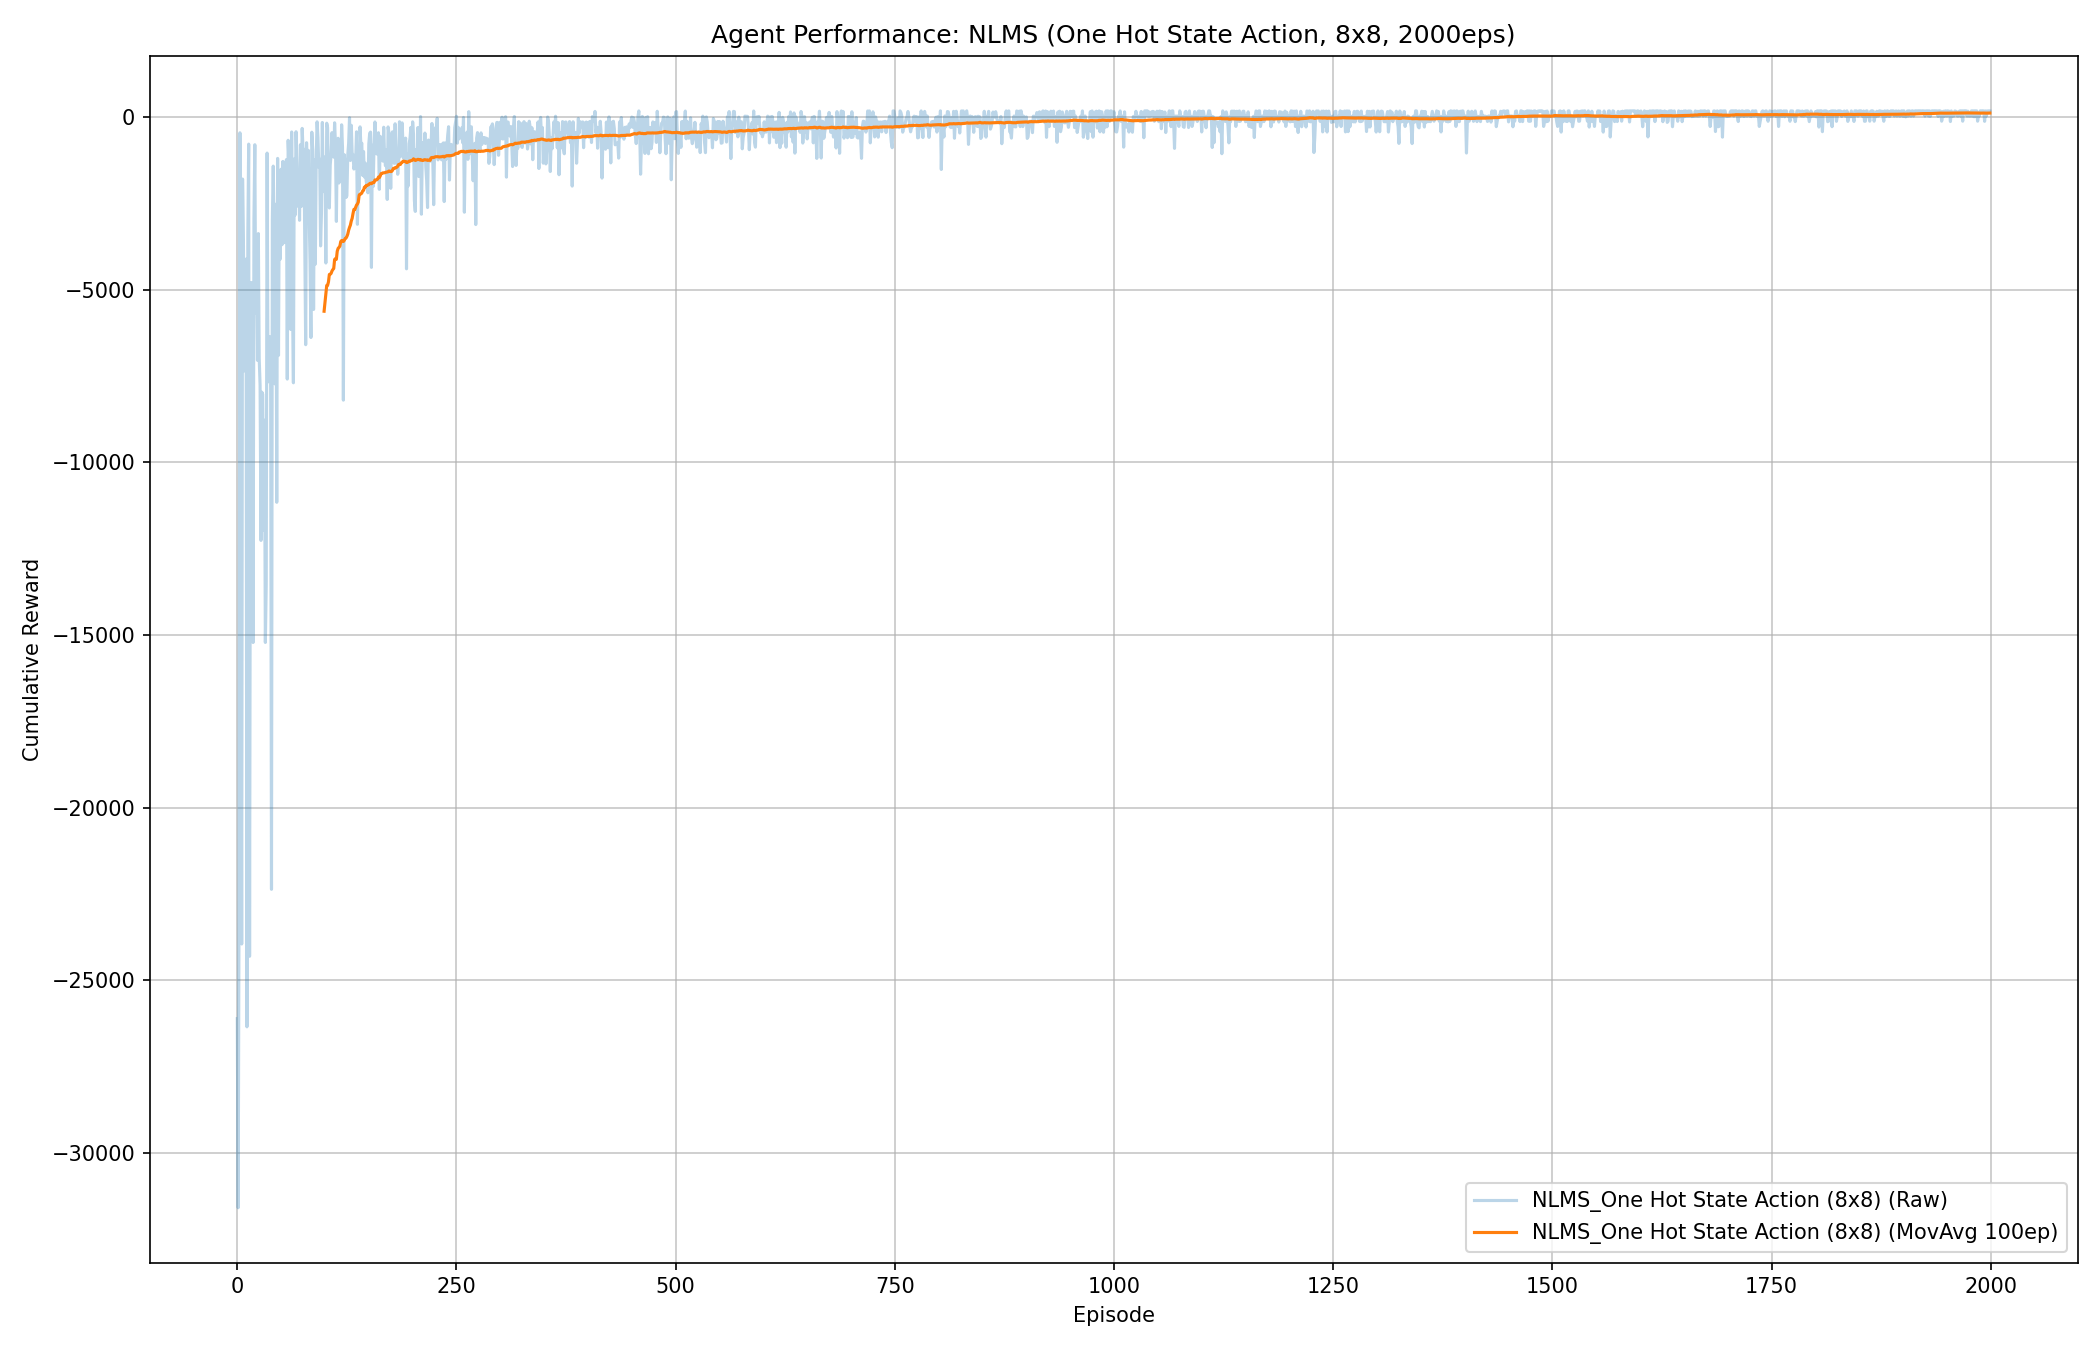 Agent Performance: NLMS (One Hot State Action, 8x8, 2000eps)
Cumulative Reward
0
−5000
−10000
−15000
−20000
−25000
−30000
NLMS_One Hot State Action (8x8) (Raw)
NLMS_One Hot State Action (8x8) (MovAvg 100ep)
0 250 500 750 1000 1250 1500 1750 2000
Episode